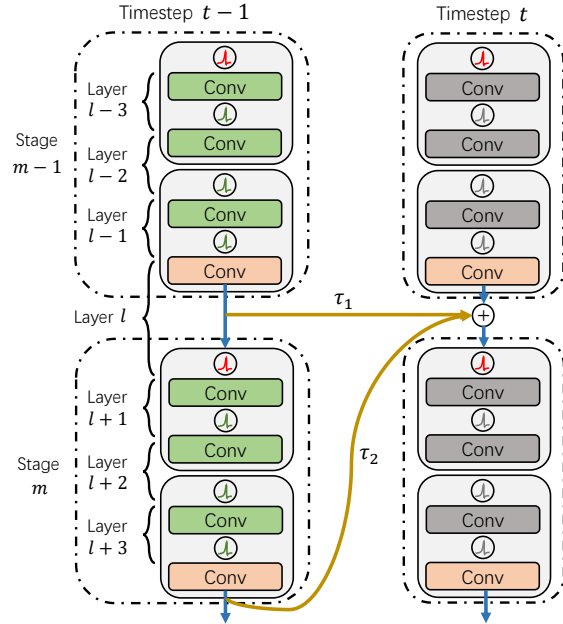 Timestep t − 1
Timestep t
Layer
l − 3
Conv
Conv
Stage
m − 1
Layer
l − 2
Conv
Conv
Layer
l − 1
Conv
Conv
Conv
Conv
τ₁
Layer l
+
Layer
l + 1
Conv
Conv
Stage
m
Layer
l + 2
Conv
Conv
τ₂
Layer
l + 3
Conv
Conv
Conv
Conv